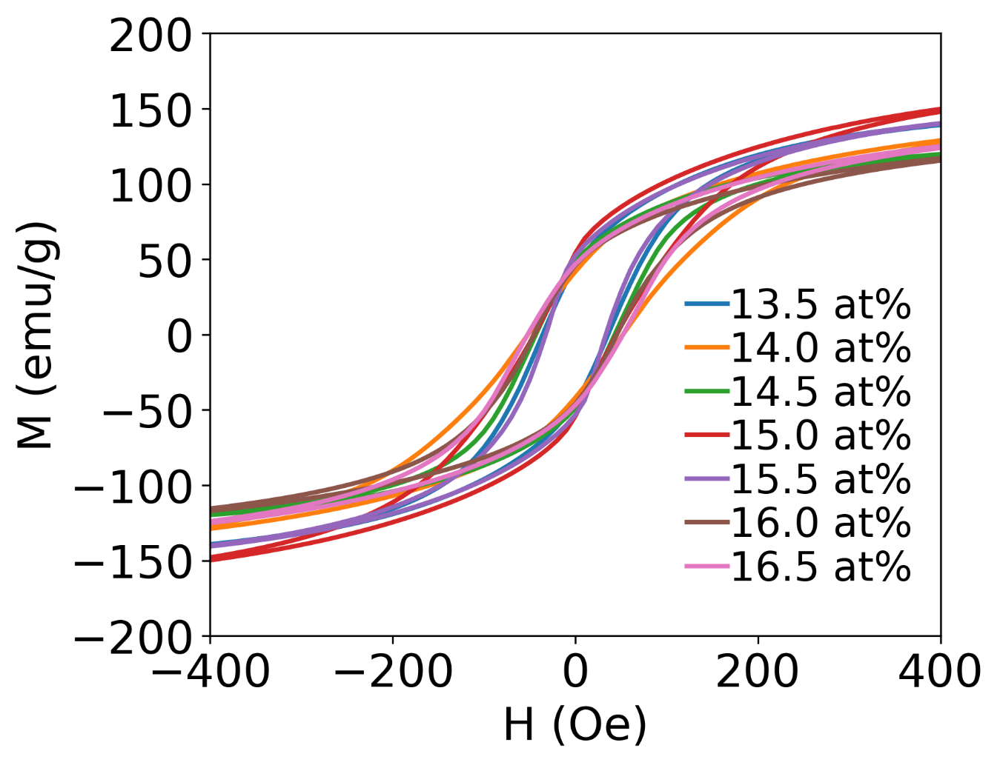 200
150
100
50
0
−50
−100
−150
−200
M (emu/g)
13.5 at%
14.0 at%
14.5 at%
15.0 at%
15.5 at%
16.0 at%
16.5 at%
−400 −200 0 200 400
H (Oe)